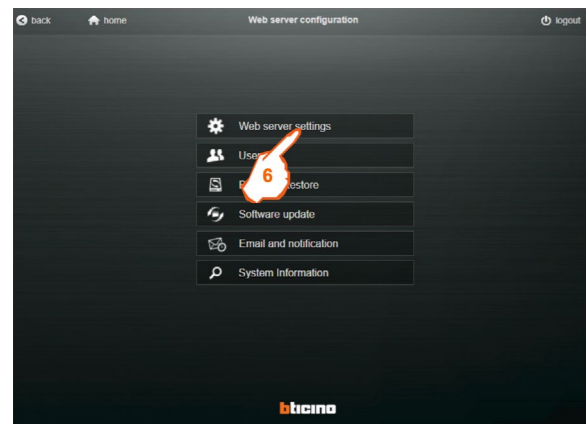 back home Web server configuration logout
Web server settings
6
estore
Software update
Email and notification
System Information
bticino